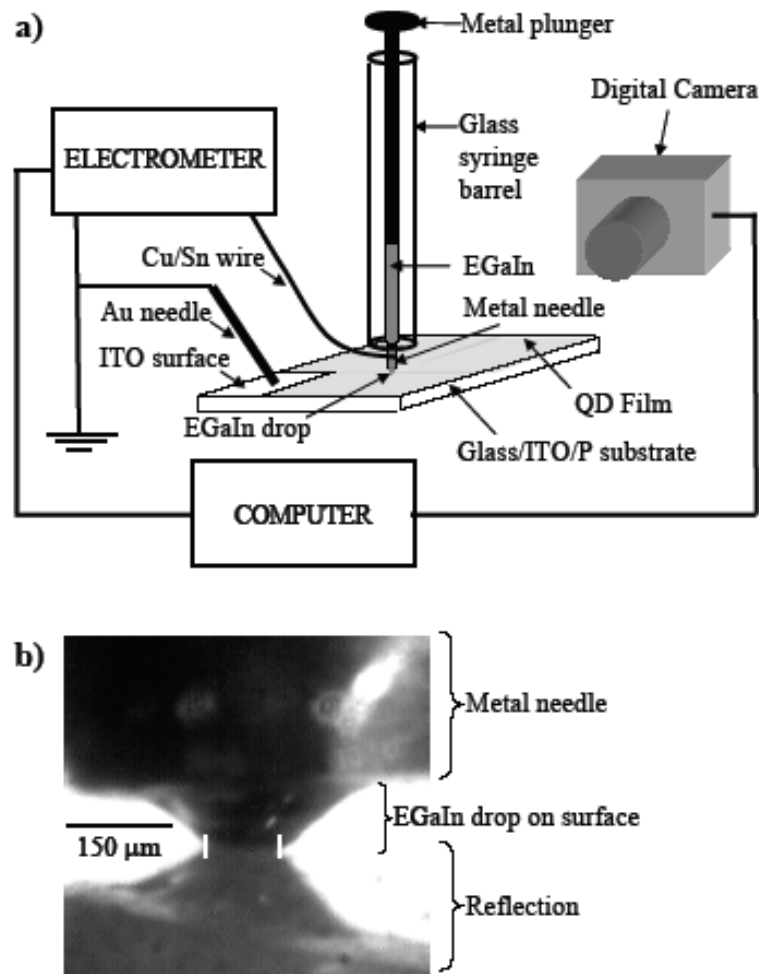 a)
Metal plunger
Digital Camera
ELECTROMETER
Glass
syringe
barrel
Cu/Sn wire
EGaIn
Au needle
Metal needle
ITO surface
EGaIn drop
QD Film
Glass/ITO/P substrate
COMPUTER
b)
Metal needle
EGaIn drop on surface
150 μm
Reflection